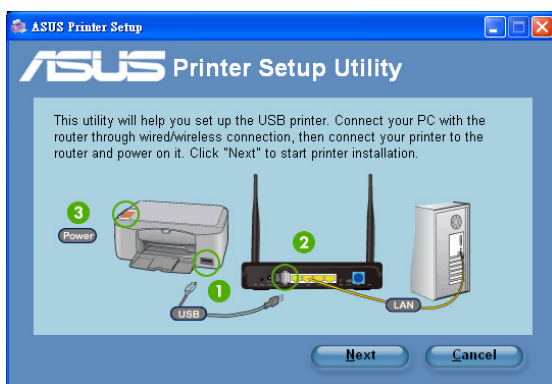 ASUS Printer Setup
ASUS Printer Setup Utility
This utility will help you set up the USB printer. Connect your PC with the
router through wired/wireless connection, then connect your printer to the
router and power on it. Click "Next" to start printer installation.
3
Power
2
1
USB
LAN
Next
Cancel